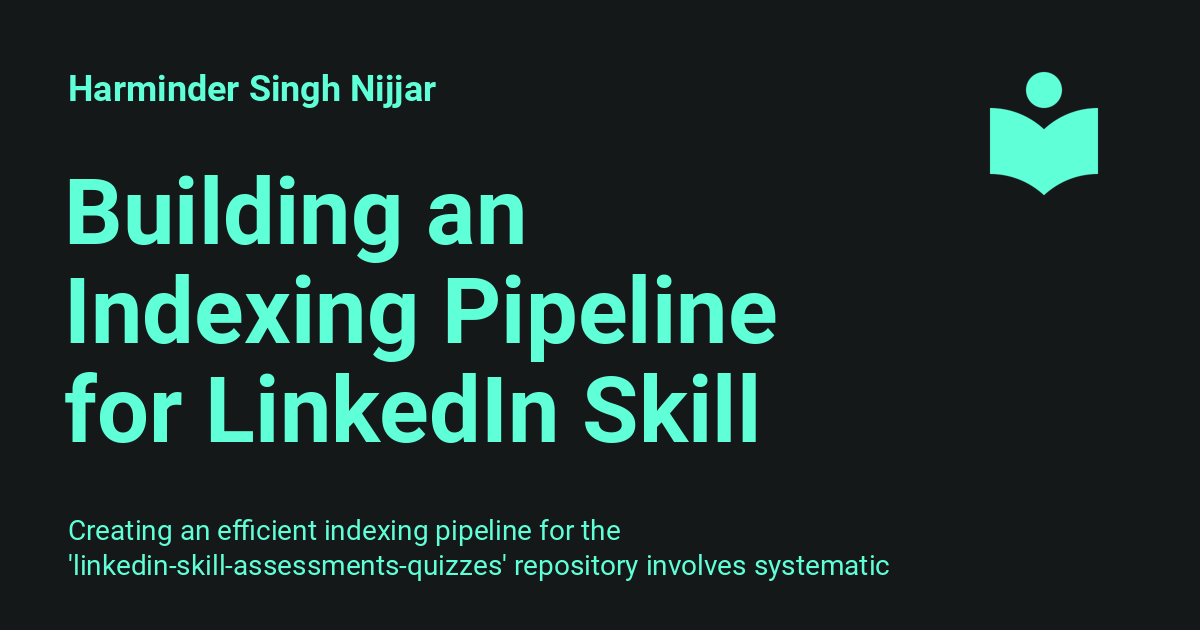 Harminder Singh Nijjar
Building an
Indexing Pipeline
for LinkedIn Skill
Creating an efficient indexing pipeline for the
'linkedin-skill-assessments-quizzes' repository involves systematic